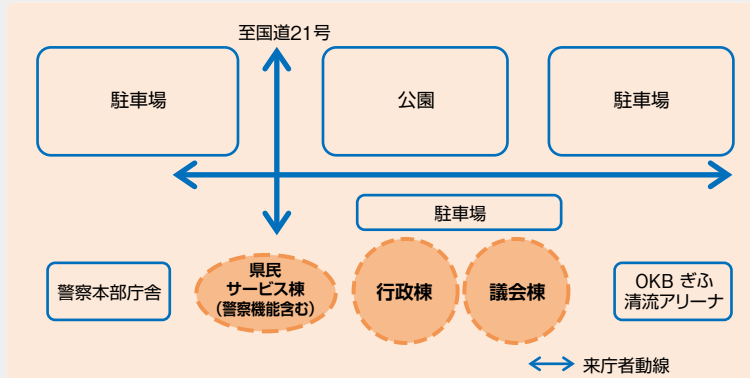 至国道21号
駐車場
公園
駐車場
駐車場
警察本部庁舎
県民
サービス棟
（警察機能含む）
行政棟
議会棟
OKB ぎふ
清流アリーナ
来庁者動線